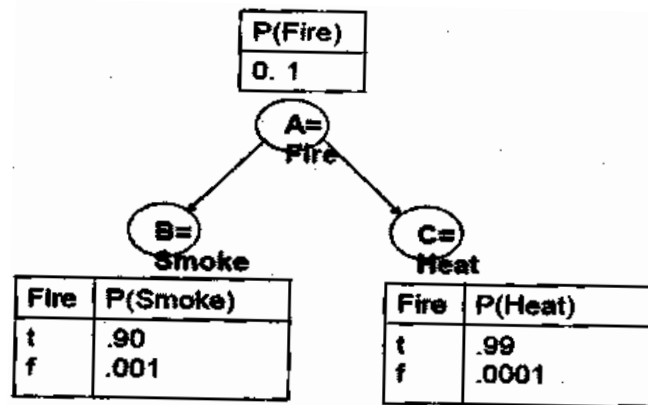 P(Fire)
0. 1
A=
Fire
B=
Smoke
C=
Heat
Fire P(Smoke)
t .90
f .001
Fire P(Heat)
t .99
f .0001